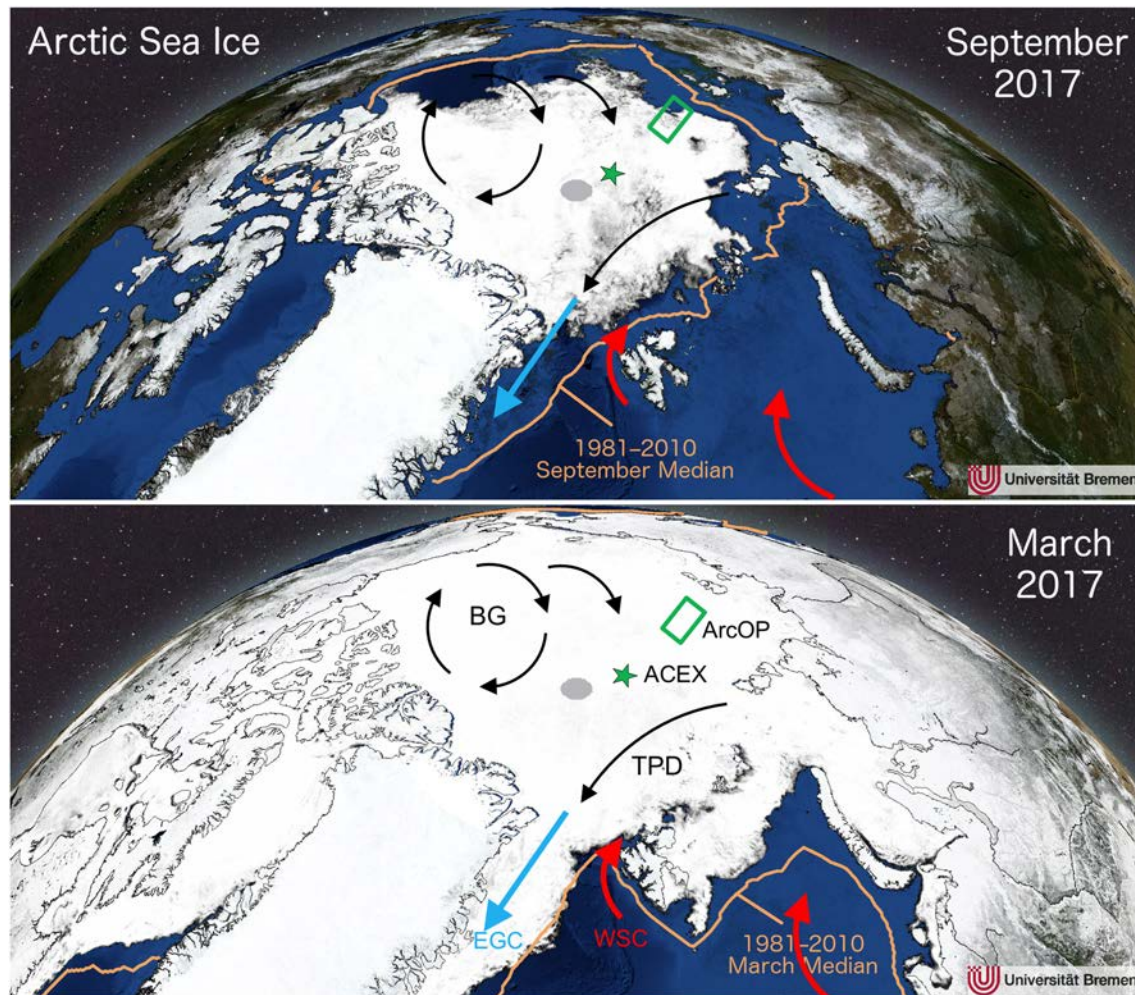 Arctic Sea Ice
September
2017
1981–2010
September Median
Universität Bremen
March
2017
BG
ArcOP
ACEX
TPD
EGC
WSC
1981–2010
March Median
Universität Bremen